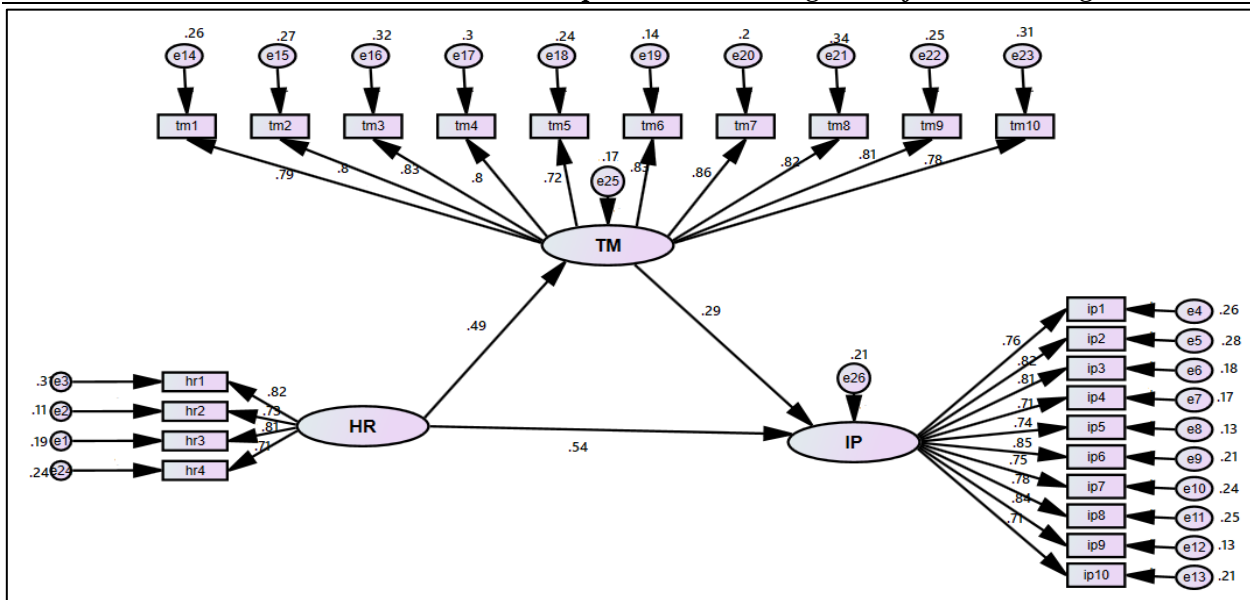 .26 .27 .32 .3 .24 .14 .2 .34 .25 .31
e14 e15 e16 e17 e18 e19 e20 e21 e22 e23
tm1 tm2 tm3 tm4 tm5 tm6 tm7 tm8 tm9 tm10
.79 .8 .83 .8 .72 .83 .86 .82 .81 .78
.17
e25
TM
.49 .29
.21
e26
HR
IP
.54
.31 e3 hr1 .82
.11 e2 hr2 .73
.19 e1 hr3 .81
.24 e24 hr4 .71
.76 ip1 e4 .26
.82 ip2 e5 .28
.81 ip3 e6 .18
.71 ip4 e7 .17
.74 ip5 e8 .13
.85 ip6 e9 .21
.75 ip7 e10 .24
.78 ip8 e11 .25
.84 ip9 e12 .13
.71 ip10 e13 .21